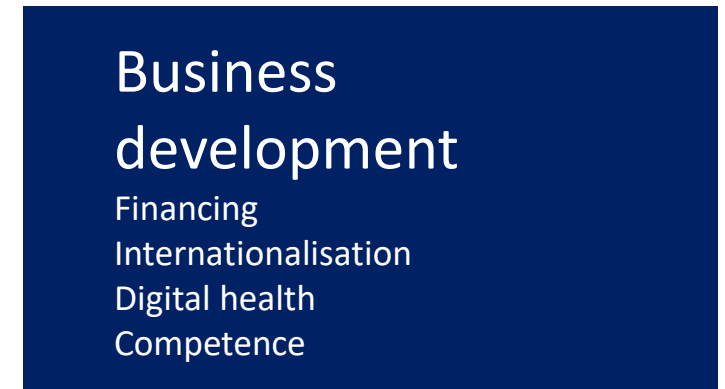 Business
development
Financing
Internationalisation
Digital health
Competence